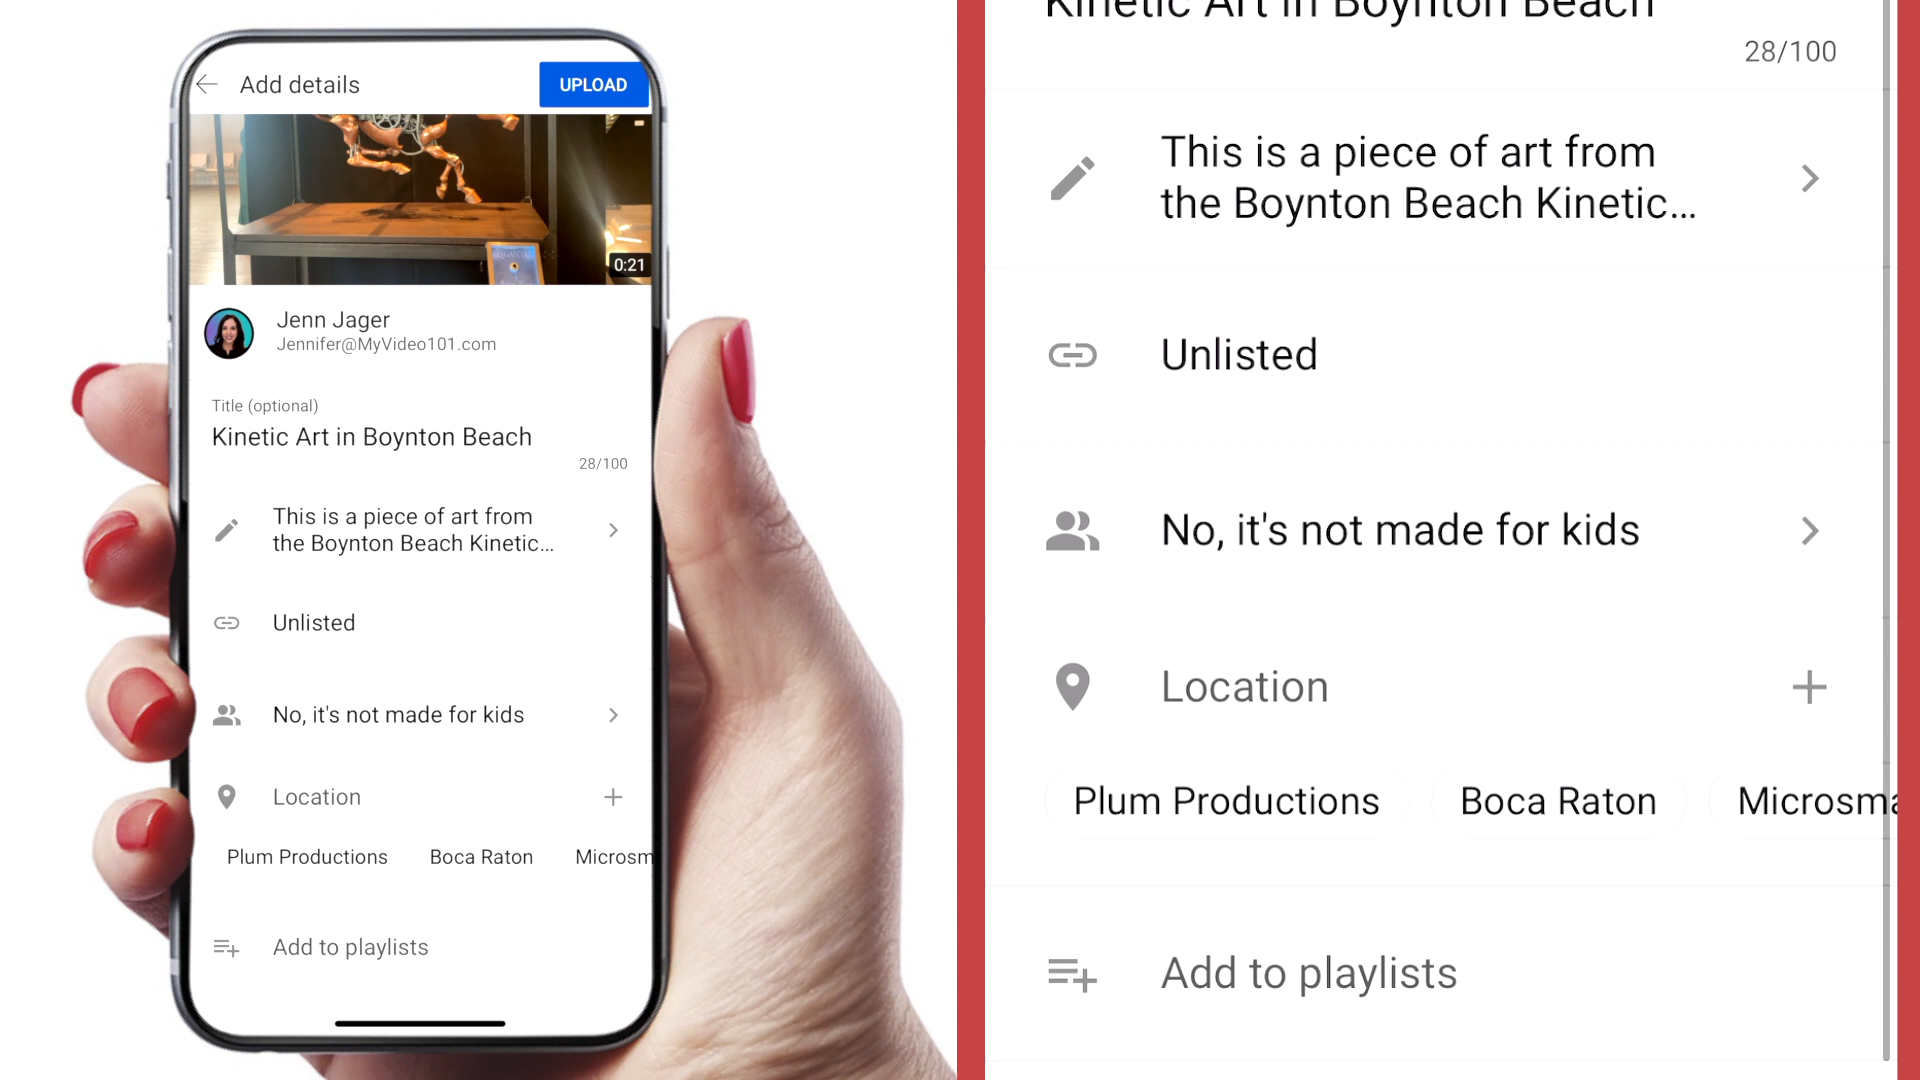 Add details
UPLOAD
0:21
Jenn Jager
Jennifer@MyVideo101.com
Title (optional)
Kinetic Art in Boynton Beach
28/100
This is a piece of art from
the Boynton Beach Kinetic...
Unlisted
No, it's not made for kids
Location
Plum Productions
Boca Raton
Microsm
Add to playlists
Kinetic Art in Boynton Beach
28/100
This is a piece of art from
the Boynton Beach Kinetic...
Unlisted
No, it's not made for kids
Location
Plum Productions
Boca Raton
Microsma
Add to playlists